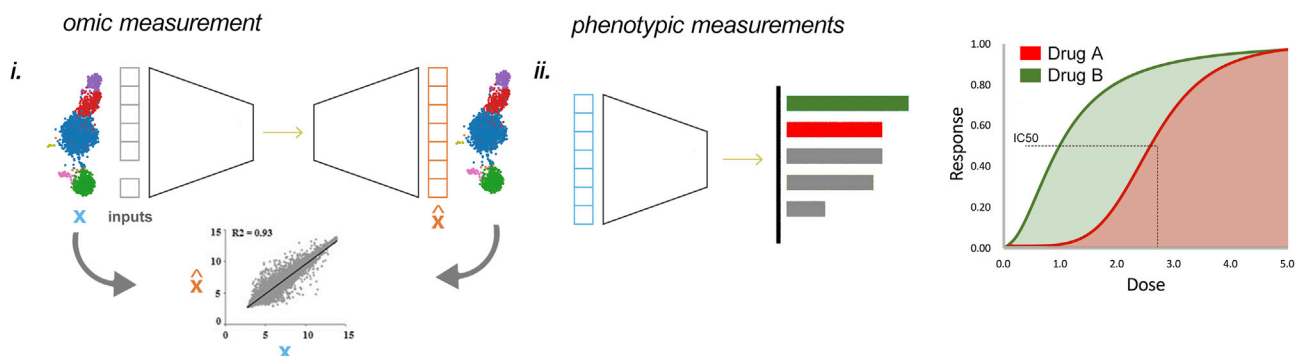 omic measurement
i.
x
inputs
x̂
R2 = 0.93
15
10
5
0
x̂
0
5
10
15
x
phenotypic measurements
ii.
Drug A
Drug B
1.00
0.80
0.60
0.40
0.20
0.00
IC50
Response
0.0
1.0
2.0
3.0
4.0
5.0
Dose